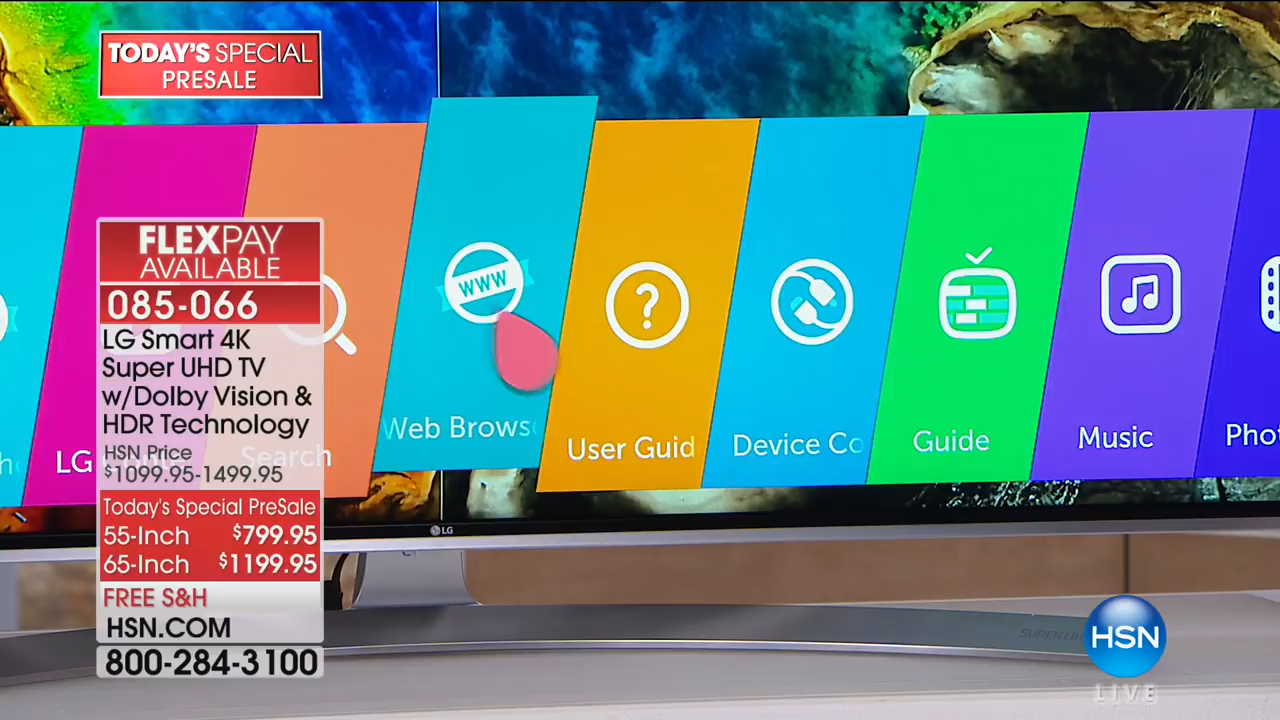 TODAY'S SPECIAL
PRESALE
FLEXPAY
AVAILABLE
085-066
LG Smart 4K
Super UHD TV
w/Dolby Vision &
HDR Technology
HSN Price
$1099.95-1499.95
Today's Special PreSale
55-Inch $799.95
65-Inch $1199.95
FREE S&H
HSN.COM
800-284-3100
WWW
LG
Search
Web Brows
User Guid
Device Co
Guide
Music
Phot
LG
SUPER
HSN
LIVE